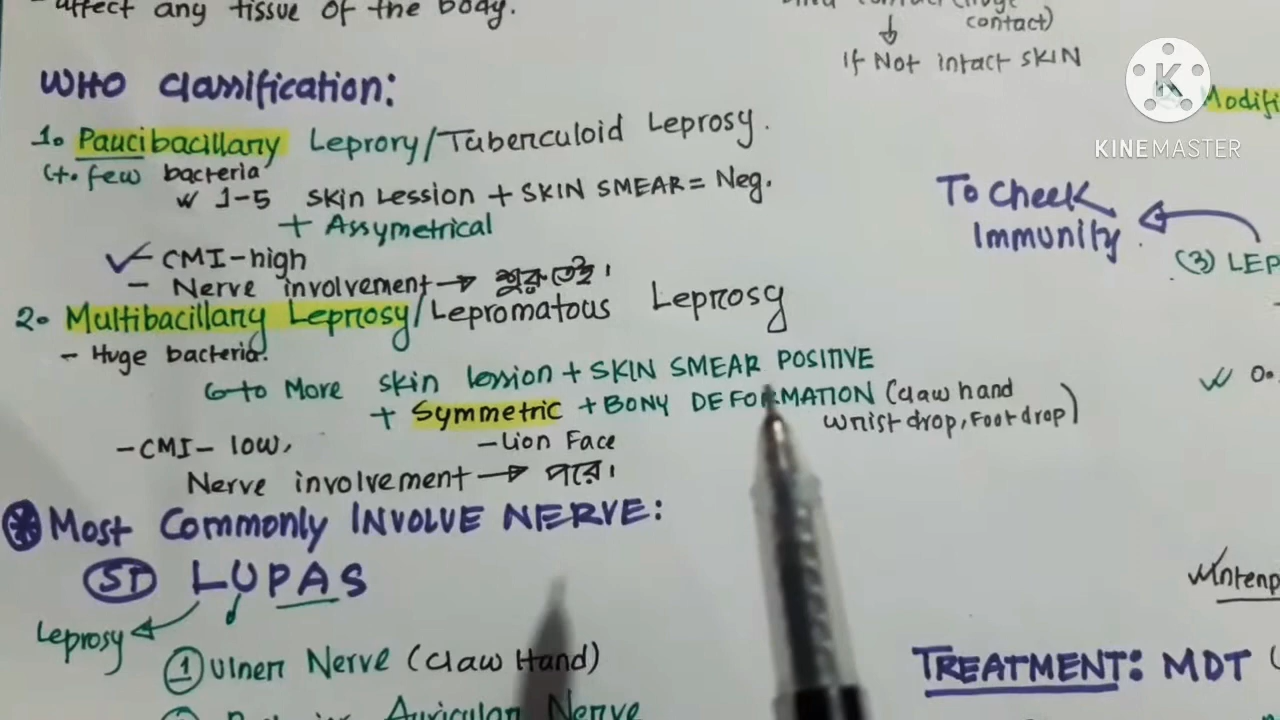 affect any tissue of the body.
contact)
If Not intact SKIN
K
KINEMASTER
Modifi
WHO Classification:
1. Paucibacillary Leprory/Tuberculoid Leprosy.
few bacteria
1-5 skin Lession + SKIN SMEAR = Neg.
+ Assymetrical
CMI-high
- Nerve involvement → শুরুতেই।
To Check
Immunity
(3) LEP
2. Multibacillary Leprosy/Lepromatous Leprosy
- Huge bacteria.
More skin lession + SKIN SMEAR POSITIVE
+ Symmetric + BONY DEFORMATION (claw hand
wrist drop, Foot drop)
-CMI- low,
-Lion Face
Nerve involvement → পরে।
Most Commonly INVOLVE NERVE:
LUPAS
Leprosy
1 Ulner Nerve (Claw Hand)
Auricular Nerve
TREATMENT: MDT (